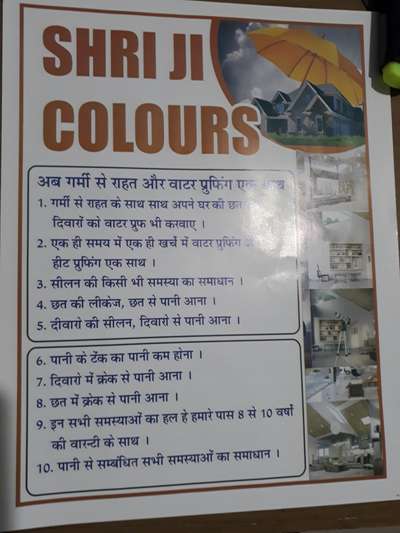 SHRI JI
COLOURS
अब गर्मी से राहत और वाटर प्रुफिंग एक साथ
1. गर्मी से राहत के साथ साथ अपने घर की छत
दिवारों को वाटर प्रुफ भी करवाए ।
2. एक ही समय में एक ही खर्चे में वाटर प्रुफिंग
हीट प्रुफिंग एक साथ ।
3. सीलन की किसी भी समस्या का समाधान ।
4. छत की लीकेज, छत से पानी आना ।
5. दीवारो की सीलन, दिवारो से पानी आना ।
6. पानी के टेंक का पानी कम होना ।
7. दिवारो में क्रेक से पानी आना ।
8. छत में क्रेक से पानी आना ।
9. इन सभी समस्याओं का हल हे हमारे पास 8 से 10 वर्षो
की वारन्टी के साथ ।
10. पानी से सम्बंधित सभी समस्याओं का समाधान ।